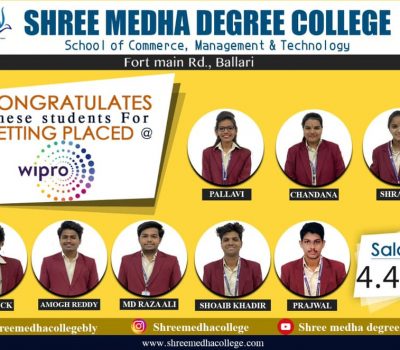 SHREE MEDHA DEGREE COLLEGE
School of Commerce, Management & Technology
Fort main Rd., Ballari
ONGRATULATES
hese students For
ETTING PLACED @
wipro
PALLAVI
CHANDANA
SHRA
CK
AMOGH REDDY
MD RAZA ALI
SHOAIB KHADIR
PRAJWAL
Sala
4.4
hreemedhacollegebly
Shreemedhacollege
Shree medha degree
www.shreemedhacollege.com